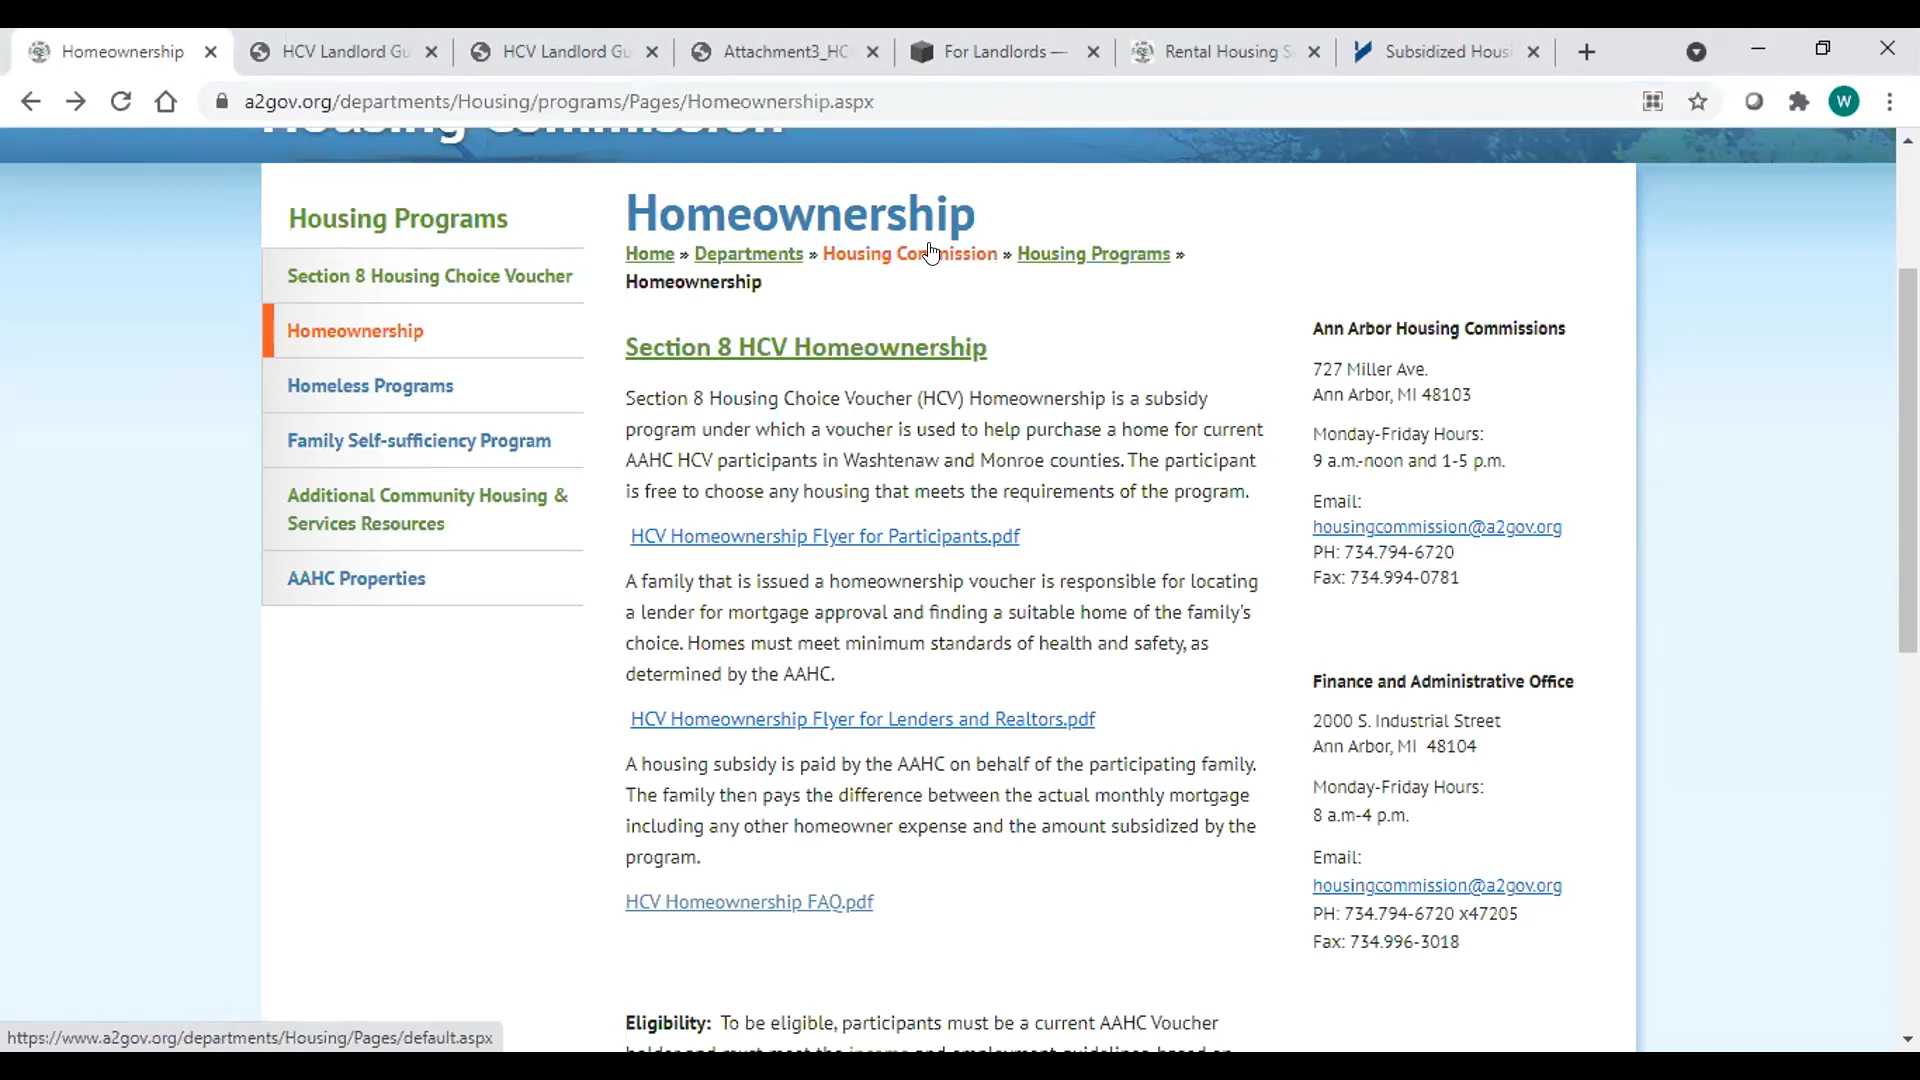 Homeownership
HCV Landlord Gu
HCV Landlord Gu
Attachment3_HC
For Landlords —
Rental Housing S
Subsidized Housi
a2gov.org/departments/Housing/programs/Pages/Homeownership.aspx
W
Housing Commission
Housing Programs
Section 8 Housing Choice Voucher
Homeownership
Homeless Programs
Family Self-sufficiency Program
Additional Community Housing &
Services Resources
AAHC Properties
Homeownership
Home » Departments » Housing Commission » Housing Programs »
Homeownership
Section 8 HCV Homeownership
Section 8 Housing Choice Voucher (HCV) Homeownership is a subsidy
program under which a voucher is used to help purchase a home for current
AAHC HCV participants in Washtenaw and Monroe counties. The participant
is free to choose any housing that meets the requirements of the program.
HCV Homeownership Flyer for Participants.pdf
A family that is issued a homeownership voucher is responsible for locating
a lender for mortgage approval and finding a suitable home of the family's
choice. Homes must meet minimum standards of health and safety, as
determined by the AAHC.
HCV Homeownership Flyer for Lenders and Realtors.pdf
A housing subsidy is paid by the AAHC on behalf of the participating family.
The family then pays the difference between the actual monthly mortgage
including any other homeowner expense and the amount subsidized by the
program.
HCV Homeownership FAQ.pdf
Eligibility: To be eligible, participants must be a current AAHC Voucher
holder and must meet the income and employment guidelines based on
Ann Arbor Housing Commissions
727 Miller Ave.
Ann Arbor, MI 48103
Monday-Friday Hours:
9 a.m.-noon and 1-5 p.m.
Email:
housingcommission@a2gov.org
PH: 734.794-6720
Fax: 734.994-0781
Finance and Administrative Office
2000 S. Industrial Street
Ann Arbor, MI 48104
Monday-Friday Hours:
8 a.m-4 p.m.
Email:
housingcommission@a2gov.org
PH: 734.794-6720 x47205
Fax: 734.996-3018
https://www.a2gov.org/departments/Housing/Pages/default.aspx